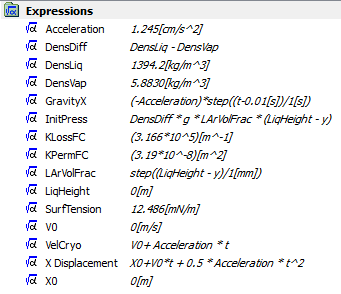 Expressions
Acceleration 1.245[cm/s^2]
DensDiff DensLiq - DensVap
DensLiq 1394.2[kg/m^3]
DensVap 5.8830[kg/m^3]
GravityX (-Acceleration)*step((t-0.01[s])/1[s])
InitPress DensDiff * g * LArVolFrac * (LiqHeight - y)
KLossFC (3.166*10^5)[m^-1]
KPermFC (3.19*10^-8)[m^2]
LArVolFrac step((LiqHeight - y)/1[mm])
LiqHeight 0[m]
SurfTension 12.486[mN/m]
V0 0[m/s]
VelCryo V0+ Acceleration * t
X Displacement X0+V0*t + 0.5 * Acceleration * t^2
X0 0[m]